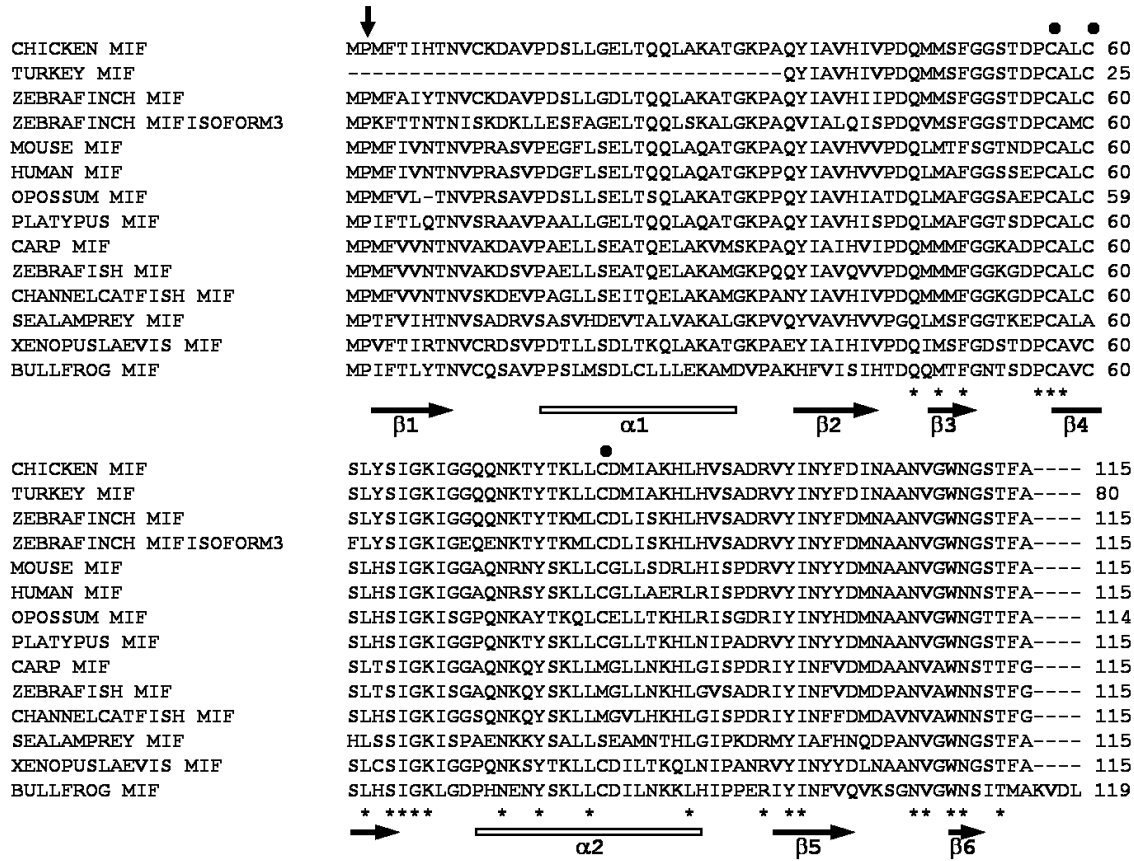 CHICKEN MIF MPMFTIHTNVCKDAVPDSLLGELTQQLAKATGKPAQYIAVHIVPDQMMSFGGSTDPCALC 60
TURKEY MIF -----------------------------------QYIAVHIVPDQMMSFGGSTDPCALC 25
ZEBRAFINCH MIF MPMFAIYTNVCKDAVPDSLLGDLTQQLAKATGKPAQYIAVHIIPDQMMSFGGSTDPCALC 60
ZEBRAFINCH MIFISOFORM3 MPKFTTNTNISKDKLLESFAGELTQQLSKALGKPAQVIALQISPDQVMSFGGSTDPCAMC 60
MOUSE MIF MPMFIVNTNVPRASVPEGFLSELTQQLAQATGKPAQYIAVHVVPDQLMTFSGTNDPCALC 60
HUMAN MIF MPMFIVNTNVPRASVPDGFLSELTQQLAQATGKPPQYIAVHVVPDQLMAFGGSSEPCALC 60
OPOSSUM MIF MPMFVL-TNVPRSAVPDSLLSELTSQLAQATGKPPQYIAVHIATDQLMSFGGSAEPCALC 59
PLATYPUS MIF MPIFTLQTNVSRAAVPAALLGELTQQLAQATGKPAQYIAVHISPDQLMAFGGTSDPCALC 60
CARP MIF MPMFVVNTNVAKDAVPAELLSEATQELAKVMSKPAQYIAIHVIPDQMMMFGGKADPCALC 60
ZEBRAFISH MIF MPMFVVNTNVAKDSVPAELLSEATQELAKAMGKPQQYIAVQVVPDQMMMFGGKGDPCALC 60
CHANNELCATFISH MIF MPMFVVNTNVSKDEVPAGLLSEITQELAKAMGKPANYIAVHIVPDQMMMFGGKGDPCALC 60
SEALAMPREY MIF MPTFVIHTNVSADRVSASVHDEVTALVAKALGKPVQYVAVHVVPGQLMSFGGTKEPCALA 60
XENOPUSLAEVIS MIF MPVFTIRTNVCRDSVPDTLLSDLTKQLAKATGKPAEYIAIHIVPDQIMSFGDSTDPCAVC 60
BULLFROG MIF MPIFTLYTNVCQSAVPPSLMSDLCLLLEKAMDVPAKHFVISIHTDQQMTFGNTSDPCAVC 60
* * * ***
β1 α1 β2 β3 β4
CHICKEN MIF SLYSIGKIGGQQNKTYTKLLCDMIAKHLHVSADRVYINYFDINAANVGWNGSTFA---- 115
TURKEY MIF SLYSIGKIGGQQNKTYTKLLCDMIAKHLHVSADRVYINYFDINAANVGWNGSTFA---- 80
ZEBRAFINCH MIF SLYSIGKIGGQQNKTYTKMLCDLISKHLHVSADRVYINYFDMNAANVGWNGSTFA---- 115
ZEBRAFINCH MIFISOFORM3 FLYSIGKIGEQENKTYTKMLCDLISKHLHVSADRVYINYFDMNAANVGWNGSTFA---- 115
MOUSE MIF SLHSIGKIGGAQNRNYSKLLCGLLSDRLHISPDRVYINYYDMNAANVGWNGSTFA---- 115
HUMAN MIF SLHSIGKIGGAQNRSYSKLLCGLLAERLRISPDRVYINYYDMNAANVGWNNSTFA---- 115
OPOSSUM MIF SLHSIGKISGPQNKAYTKQLCELLTKHLRISGDRVYINYHDMNAANVGWNGTTFA---- 114
PLATYPUS MIF SLHSIGKIGGPQNKTYSKLLCGLLTKHLNIPADRVYINYYDMNAANVGWNGSTFA---- 115
CARP MIF SLTSIGKIGGAQNKQYSKLLMGLLNKHLGISPDRIYINFVDMDAANVAWNSTTFG---- 115
ZEBRAFISH MIF SLTSIGKISGAQNKQYSKLLMGLLNKHLGVSADRIYINFVDMDPANVAWNNSTFG---- 115
CHANNELCATFISH MIF SLHSIGKIGGSQNKQYSKLLMGVLHKHLGISPDRIYINFFDMDAVNVAWNNSTFG---- 115
SEALAMPREY MIF HLSSIGKISPAENKKYSALLSEAMNTHLGIPKDRMYIAFHNQDPANVGWNGSTFA---- 115
XENOPUSLAEVIS MIF SLCSIGKIGGPQNKSYTKLLCDILTKQLNIPANRVYINYYDLNAANVGWNGSTFA---- 115
BULLFROG MIF SLHSIGKLGDPHNENYSKLLCDILNKKLHIPPERIYINFVQVKSGNVGWNSITMAKVDL 119
* **** * * * * * ** ** ** *
α2 β5 β6